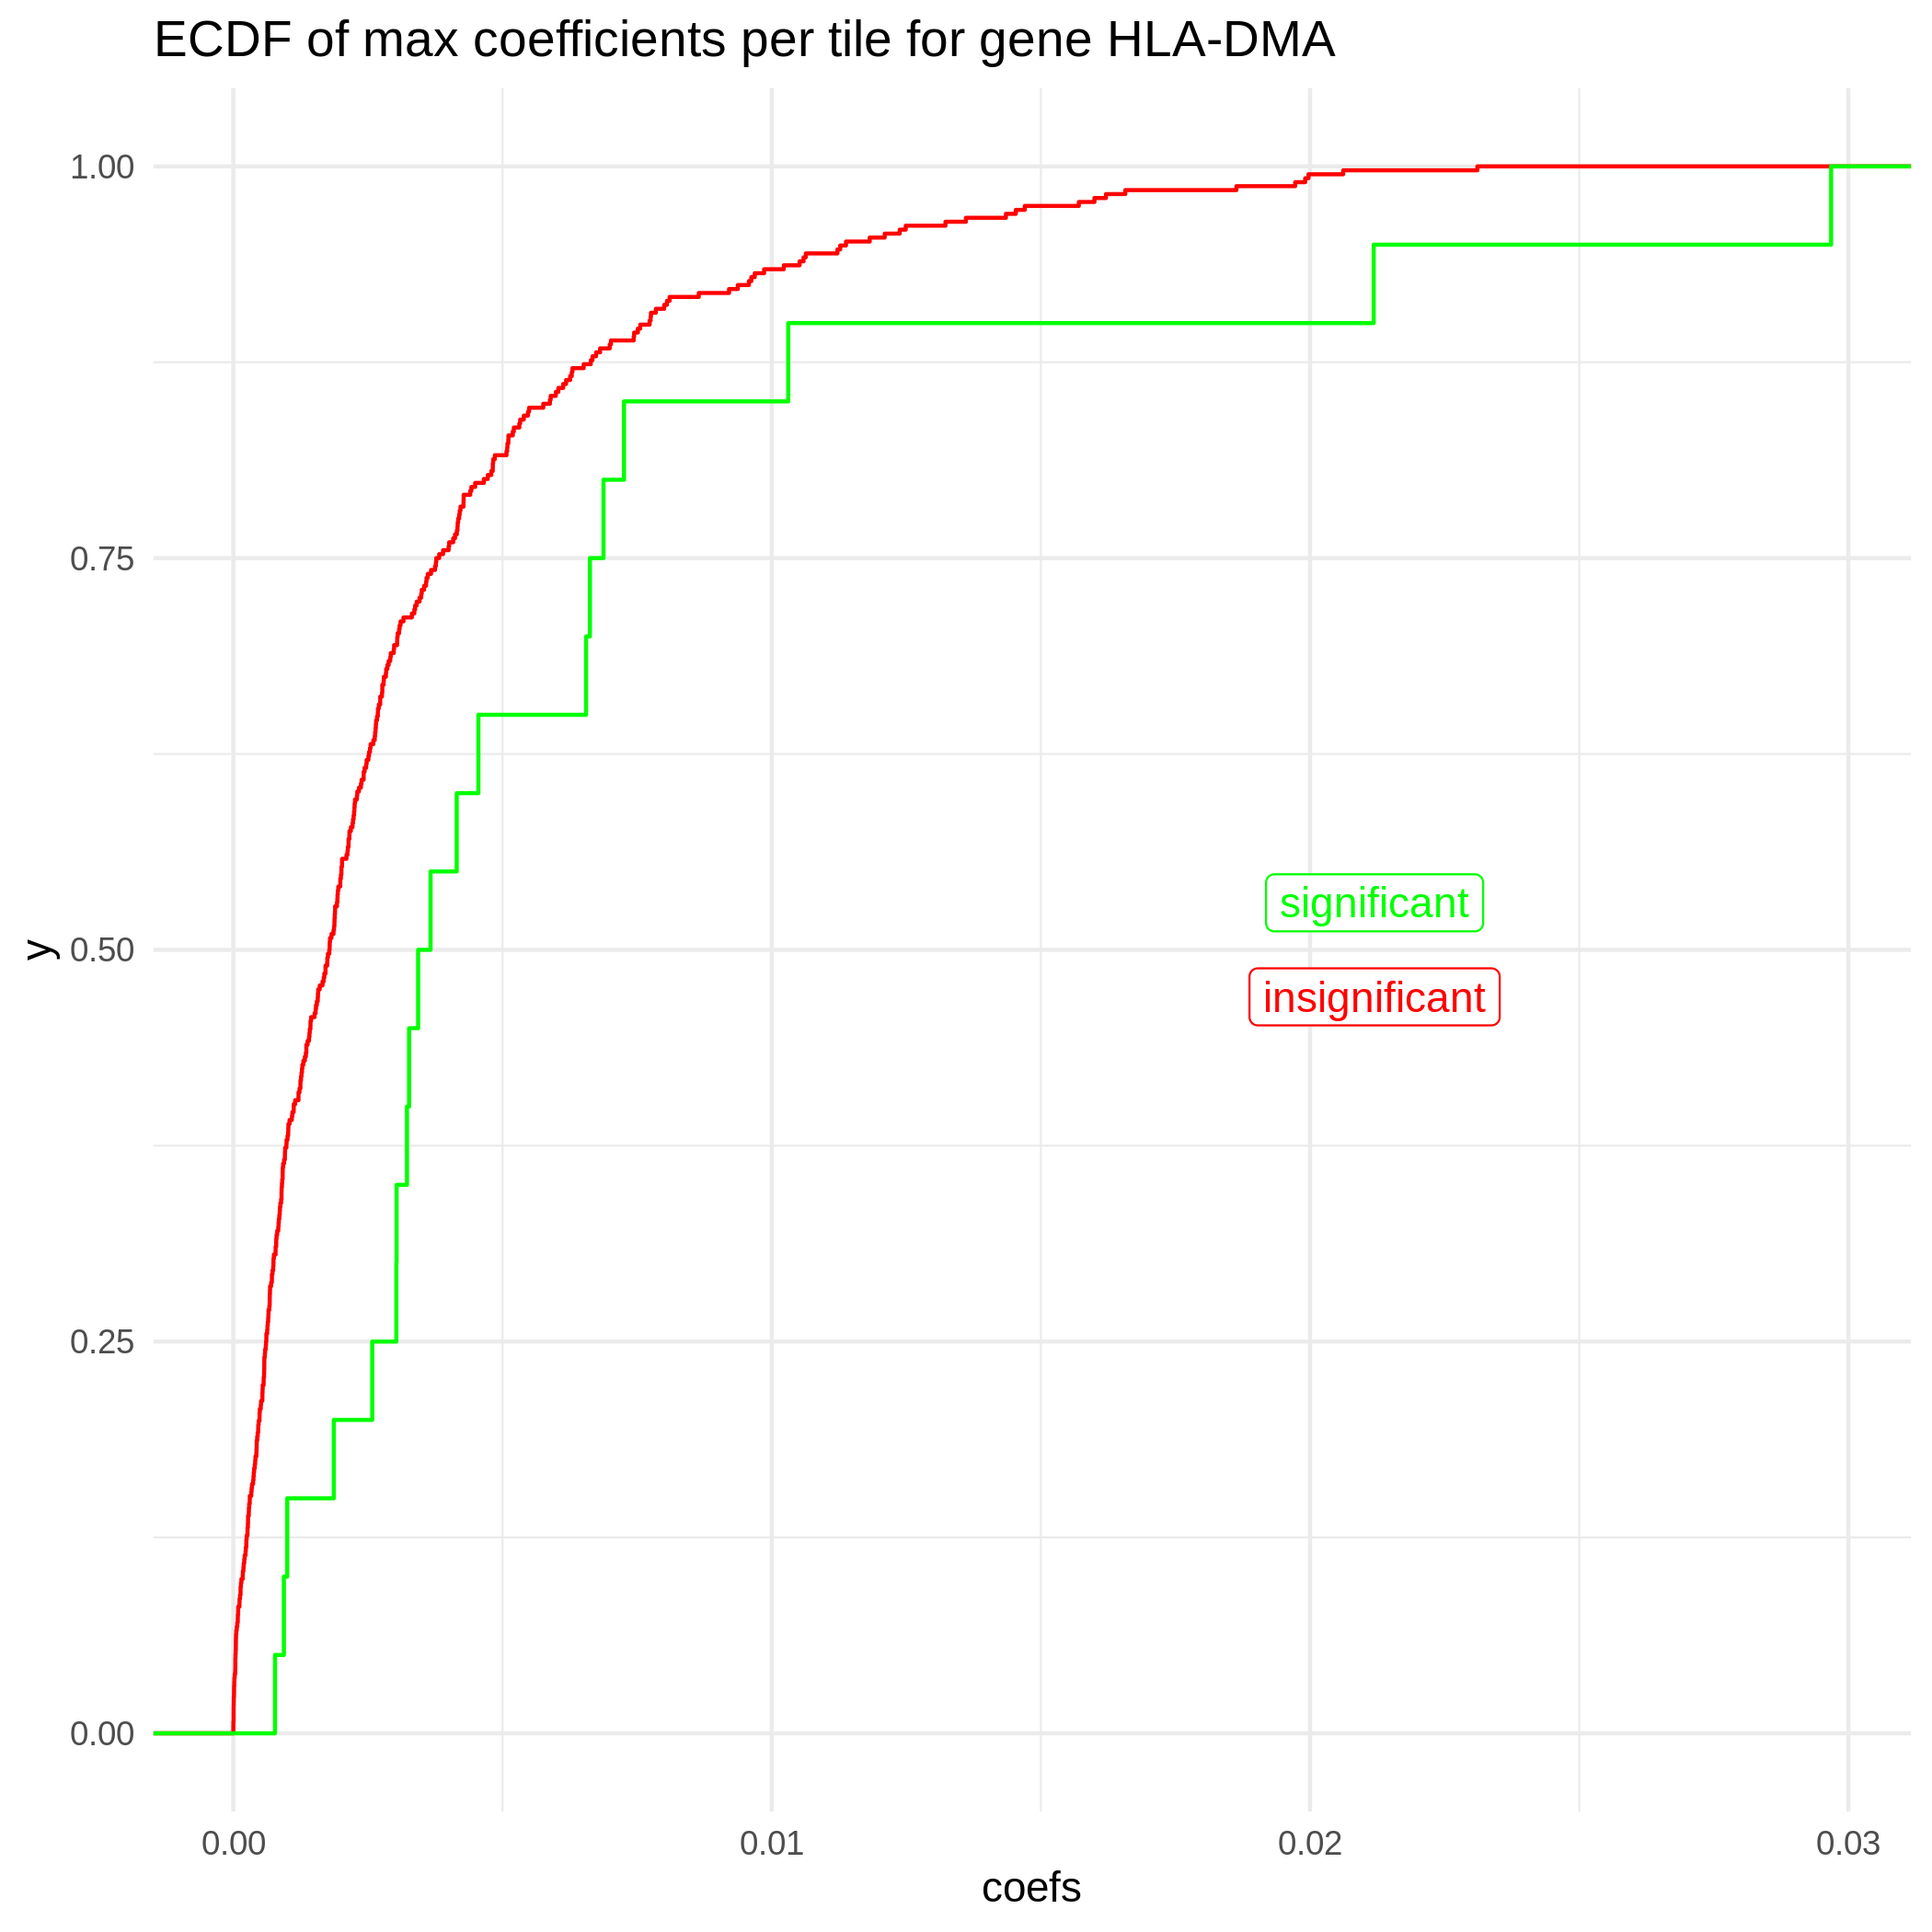 ECDF of max coefficients per tile for gene HLA-DMA
1.00
0.75
0.50
0.25
0.00
y
significant
insignificant
0.00 0.01 0.02 0.03
coefs